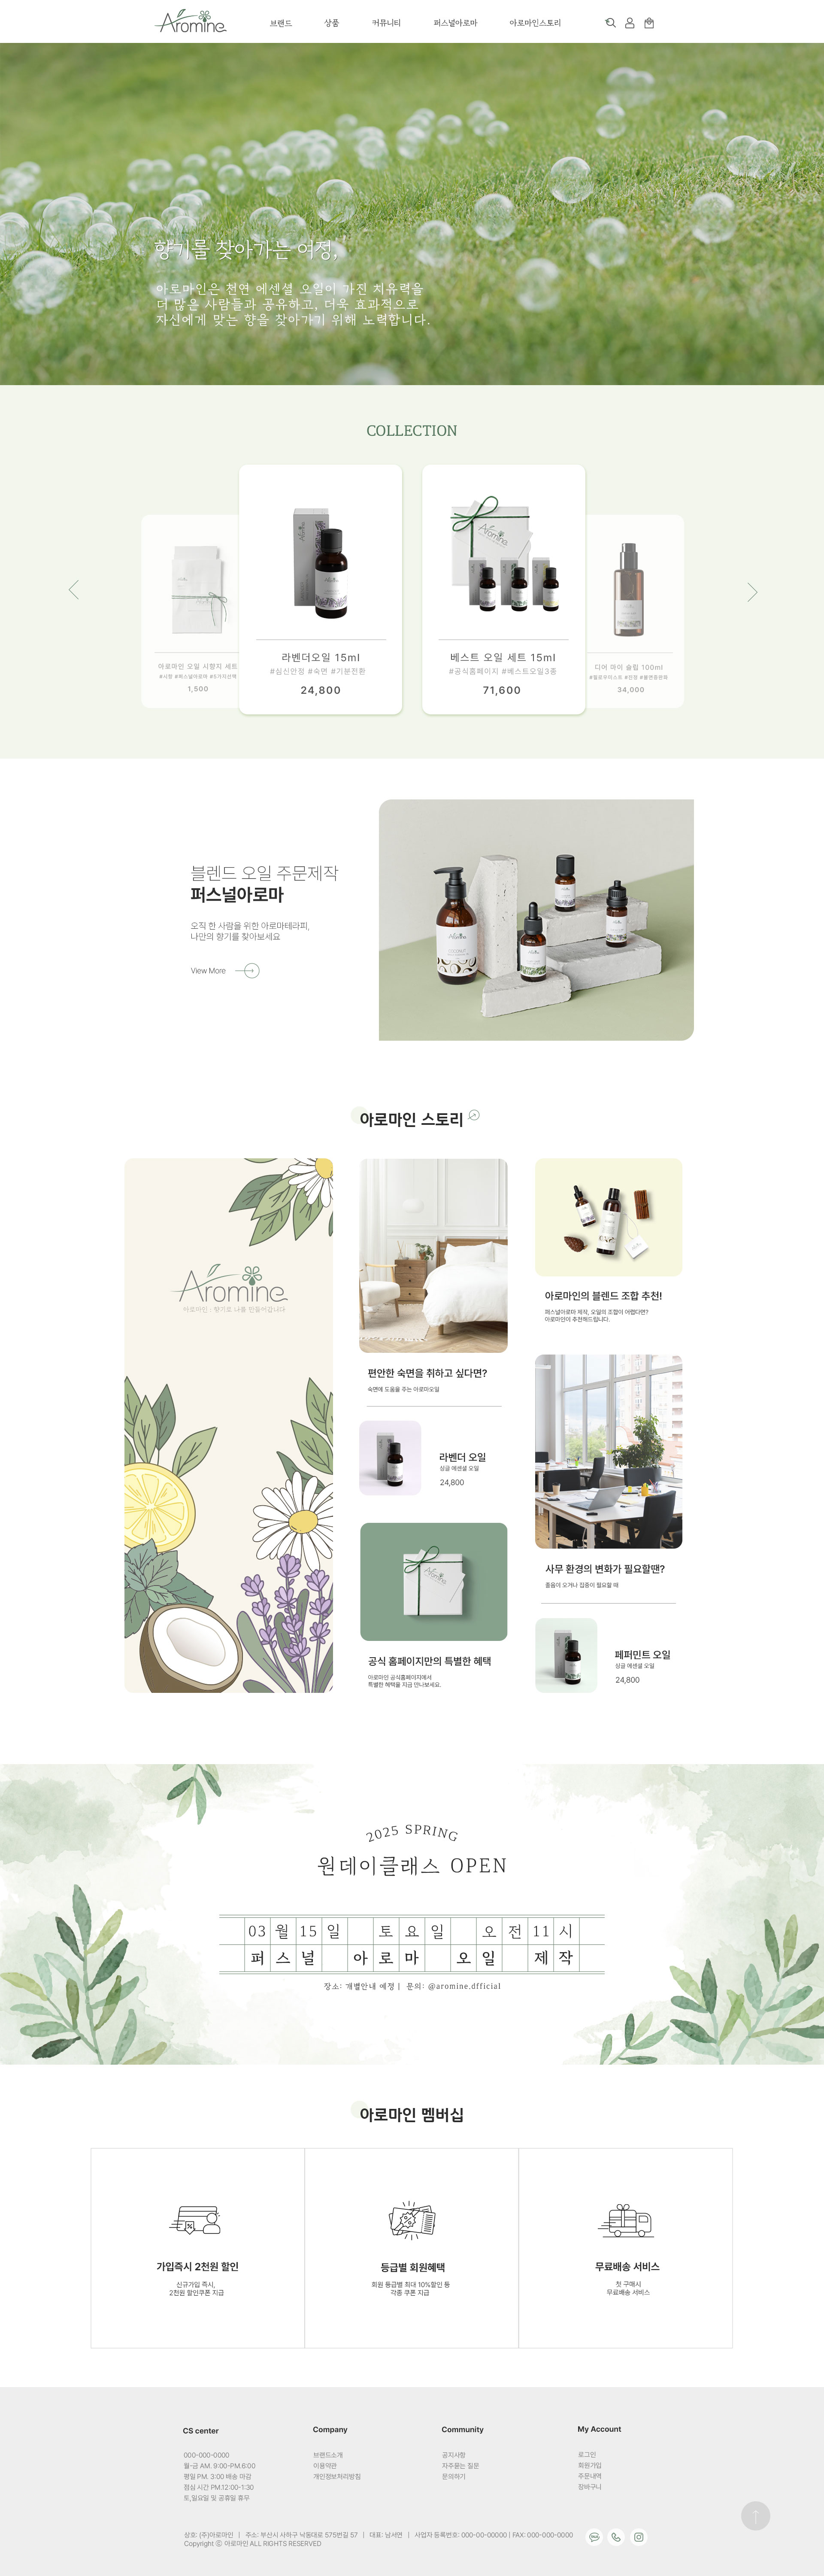 Aromine
브랜드
상품
커뮤니티
퍼스널아로마
아로마인스토리
향기를 찾아가는 여정,
아로마인은 천연 에센셜 오일이 가진 치유력을
더 많은 사람들과 공유하고, 더욱 효과적으로
자신에게 맞는 향을 찾아가기 위해 노력합니다.
COLLECTION
아로마인 오일 시향지 세트
#시향 #퍼스널아로마 #5가지선택
1,500
라벤더오일 15ml
#심신안정 #숙면 #기분전환
24,800
베스트 오일 세트 15ml
#공식홈페이지 #베스트오일3종
71,600
디어 마이 슬립 100ml
#필로우미스트 #진정 #불면증완화
34,000
블렌드 오일 주문제작
퍼스널아로마
오직 한 사람을 위한 아로마테라피,
나만의 향기를 찾아보세요
View More
Aromine
아로마인 스토리
Aromine
아로마인 : 향기로 나를 만들어갑니다
편안한 숙면을 취하고 싶다면?
숙면에 도움을 주는 아로마오일
라벤더 오일
싱글 에센셜 오일
24,800
Aromine
공식 홈페이지만의 특별한 혜택
아로마인 공식홈페이지에서
특별한 혜택을 지금 만나보세요.
아로마인의 블렌드 조합 추천!
퍼스널아로마 제작, 오일의 조합이 어렵다면?
아로마인이 추천해드립니다.
사무 환경의 변화가 필요할땐?
졸음이 오거나 집중이 필요할 때
페퍼민트 오일
싱글 에센셜 오일
24,800
2025 SPRING
원데이클래스 OPEN
03월 15일 토요일 오전 11시
퍼스널 아로마 오일 제작
장소: 개별안내 예정 | 문의: @aromine.dfficial
아로마인 멤버십
가입즉시 2천원 할인
신규가입 즉시,
2천원 할인쿠폰 지급
등급별 회원혜택
회원 등급별 최대 10%할인 등
각종 쿠폰 지급
무료배송 서비스
첫 구매시
무료배송 서비스
CS center
000-000-0000
월-금 AM. 9:00-PM.6:00
평일 PM. 3:00 배송 마감
점심 시간 PM.12:00-1:30
토,일요일 및 공휴일 휴무
Company
브랜드소개
이용약관
개인정보처리방침
Community
공지사항
자주묻는 질문
문의하기
My Account
로그인
회원가입
주문내역
장바구니
상호: (주)아로마인 | 주소: 부산시 사하구 낙동대로 575번길 57 | 대표: 남서연 | 사업자 등록번호: 000-00-00000 | FAX: 000-000-0000
Copyright ⓒ 아로마인 ALL RIGHTS RESERVED